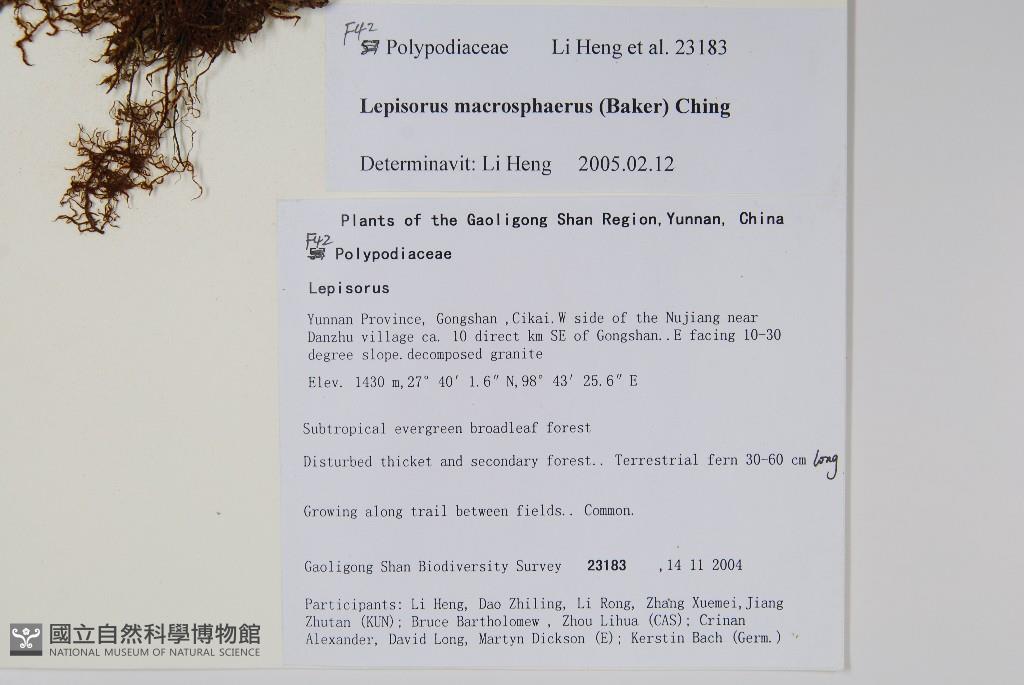 F42
Polypodiaceae Li Heng et al. 23183
Lepisorus macrosphaerus (Baker) Ching
Determinavit: Li Heng 2005.02.12
Plants of the Gaoligong Shan Region, Yunnan, China
F42
Polypodiaceae
Lepisorus
Yunnan Province, Gongshan ,Cikai. W side of the Nujiang near
Danzhu village ca. 10 direct km SE of Gongshan.. E facing 10-30
degree slope. decomposed granite
Elev. 1430 m, 27° 40′ 1.6″ N, 98° 43′ 25.6″ E
Subtropical evergreen broadleaf forest
Disturbed thicket and secondary forest.. Terrestrial fern 30-60 cm long
Growing along trail between fields.. Common.
Gaoligong Shan Biodiversity Survey 23183 ,14 11 2004
Participants: Li Heng, Dao Zhiling, Li Rong, Zhang Xuemei, Jiang
Zhutan (KUN); Bruce Bartholomew , Zhou Lihua (CAS); Crinan
Alexander, David Long, Martyn Dickson (E); Kerstin Bach (Germ.)
國立自然科學博物館
NATIONAL MUSEUM OF NATURAL SCIENCE